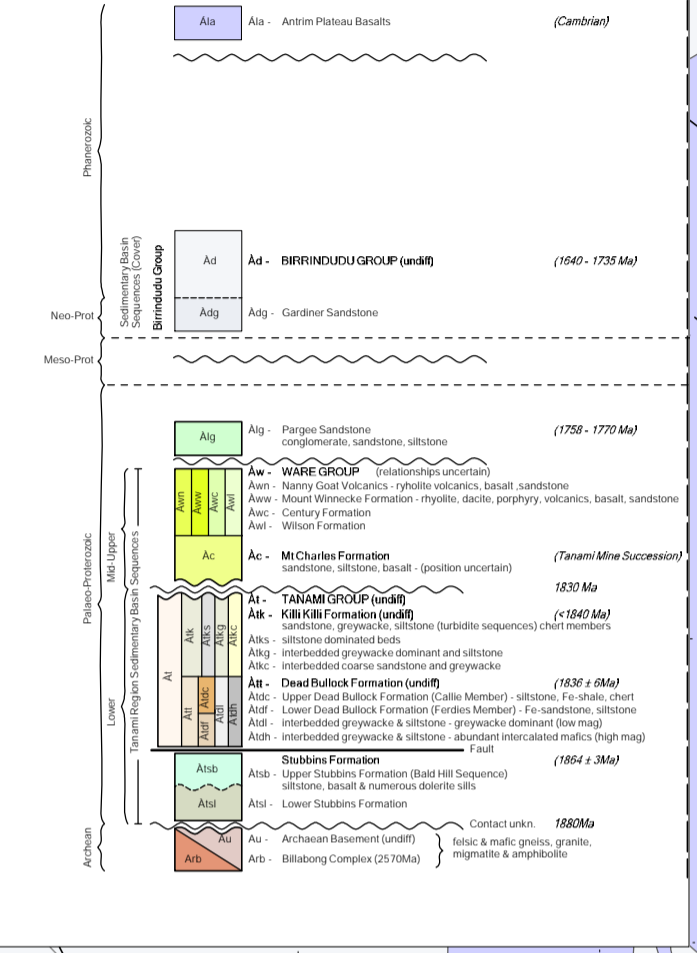 Phanerozoic
Neo-Prot
Meso-Prot
Palaeo-Proterozoic
Archean
Mid-Upper
Lower
Sedimentary Basin
Sequences (Cover)
Birrindudu Group
Tanami Region Sedimentary Basin Sequences
Ála
Ála - Antrim Plateau Basalts (Cambrian)
Àd
Àd - BIRRINDUDU GROUP (undiff) (1640 - 1735 Ma)
Àdg
Àdg - Gardiner Sandstone
Àlg
Àlg - Pargee Sandstone (1758 - 1770 Ma)
conglomerate, sandstone, siltstone
Àw - WARE GROUP (relationships uncertain)
Àwn Àww Àwc Àwl
Àwn - Nanny Goat Volcanics - ryholite volcanics, basalt ,sandstone
Àww - Mount Winnecke Formation - rhyolite, dacite, porphyry, volcanics, basalt, sandstone
Àwc - Century Formation
Àwl - Wilson Formation
Àc
Àc - Mt Charles Formation (Tanami Mine Succession)
sandstone, siltstone, basalt - (position uncertain)
1830 Ma
Àt - TANAMI GROUP (undiff)
Àtk - Killi Killi Formation (undiff) (<1840 Ma)
sandstone, greywacke, siltstone (turbidite sequences) chert members
Àt Àtk Àtks Àtkg Àtkc
Àtks - siltstone dominated beds
Àtkg - interbedded greywacke dominant and siltstone
Àtkc - interbedded coarse sandstone and greywacke
Àtt - Dead Bullock Formation (undiff) (1836 ± 6Ma)
Àtt Àtdc Àtdf Àtdl Àtdh
Àtdc - Upper Dead Bullock Formation (Callie Member) - siltstone, Fe-shale, chert
Àtdf - Lower Dead Bullock Formation (Ferdies Member) - Fe-sandstone, siltstone
Àtdl - interbedded greywacke & siltstone - greywacke dominant (low mag)
Àtdh - interbedded greywacke & siltstone - abundant intercalated mafics (high mag)
Fault
Stubbins Formation (1864 ± 3Ma)
Àtsb
Àtsb - Upper Stubbins Formation (Bald Hill Sequence)
siltstone, basalt & numerous dolerite sills
Àtsl
Àtsl - Lower Stubbins Formation
Contact unkn. 1880Ma
Au
Au - Archaean Basement (undiff)
Arb
Arb - Billabong Complex (2570Ma)
felsic & mafic gneiss, granite,
migmatite & amphibolite